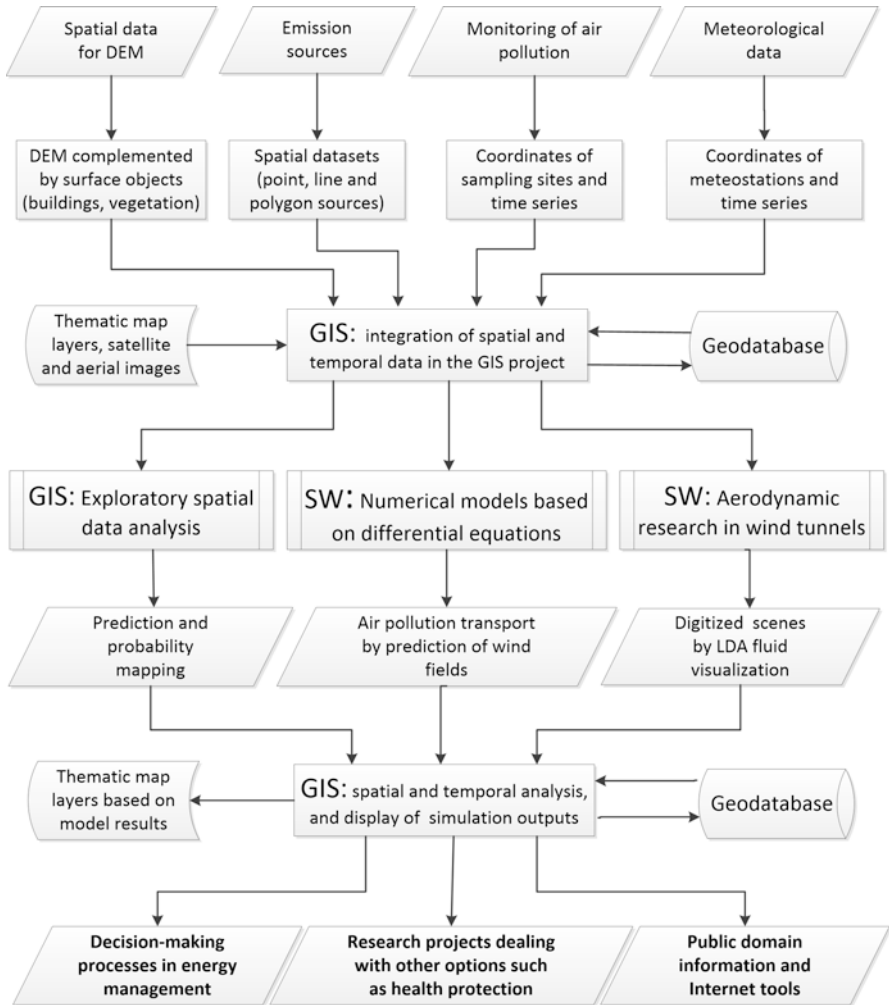 Spatial data
for DEM
Emission
sources
Monitoring of air
pollution
Meteorological
data
DEM complemented
by surface objects
(buildings, vegetation)
Spatial datasets
(point, line and
polygon sources)
Coordinates of
sampling sites and
time series
Coordinates of
meteostations and
time series
Thematic map
layers, satellite
and aerial images
GIS: integration of spatial and
temporal data in the GIS project
Geodatabase
GIS: Exploratory spatial
data analysis
SW: Numerical models based
on differential equations
SW: Aerodynamic
research in wind tunnels
Prediction and
probability
mapping
Air pollution transport
by prediction of wind
fields
Digitized scenes
by LDA fluid
visualization
Thematic map
layers based on
model results
GIS: spatial and temporal analysis,
and display of simulation outputs
Geodatabase
Decision-making
processes in energy
management
Research projects dealing
with other options such
as health protection
Public domain
information and
Internet tools